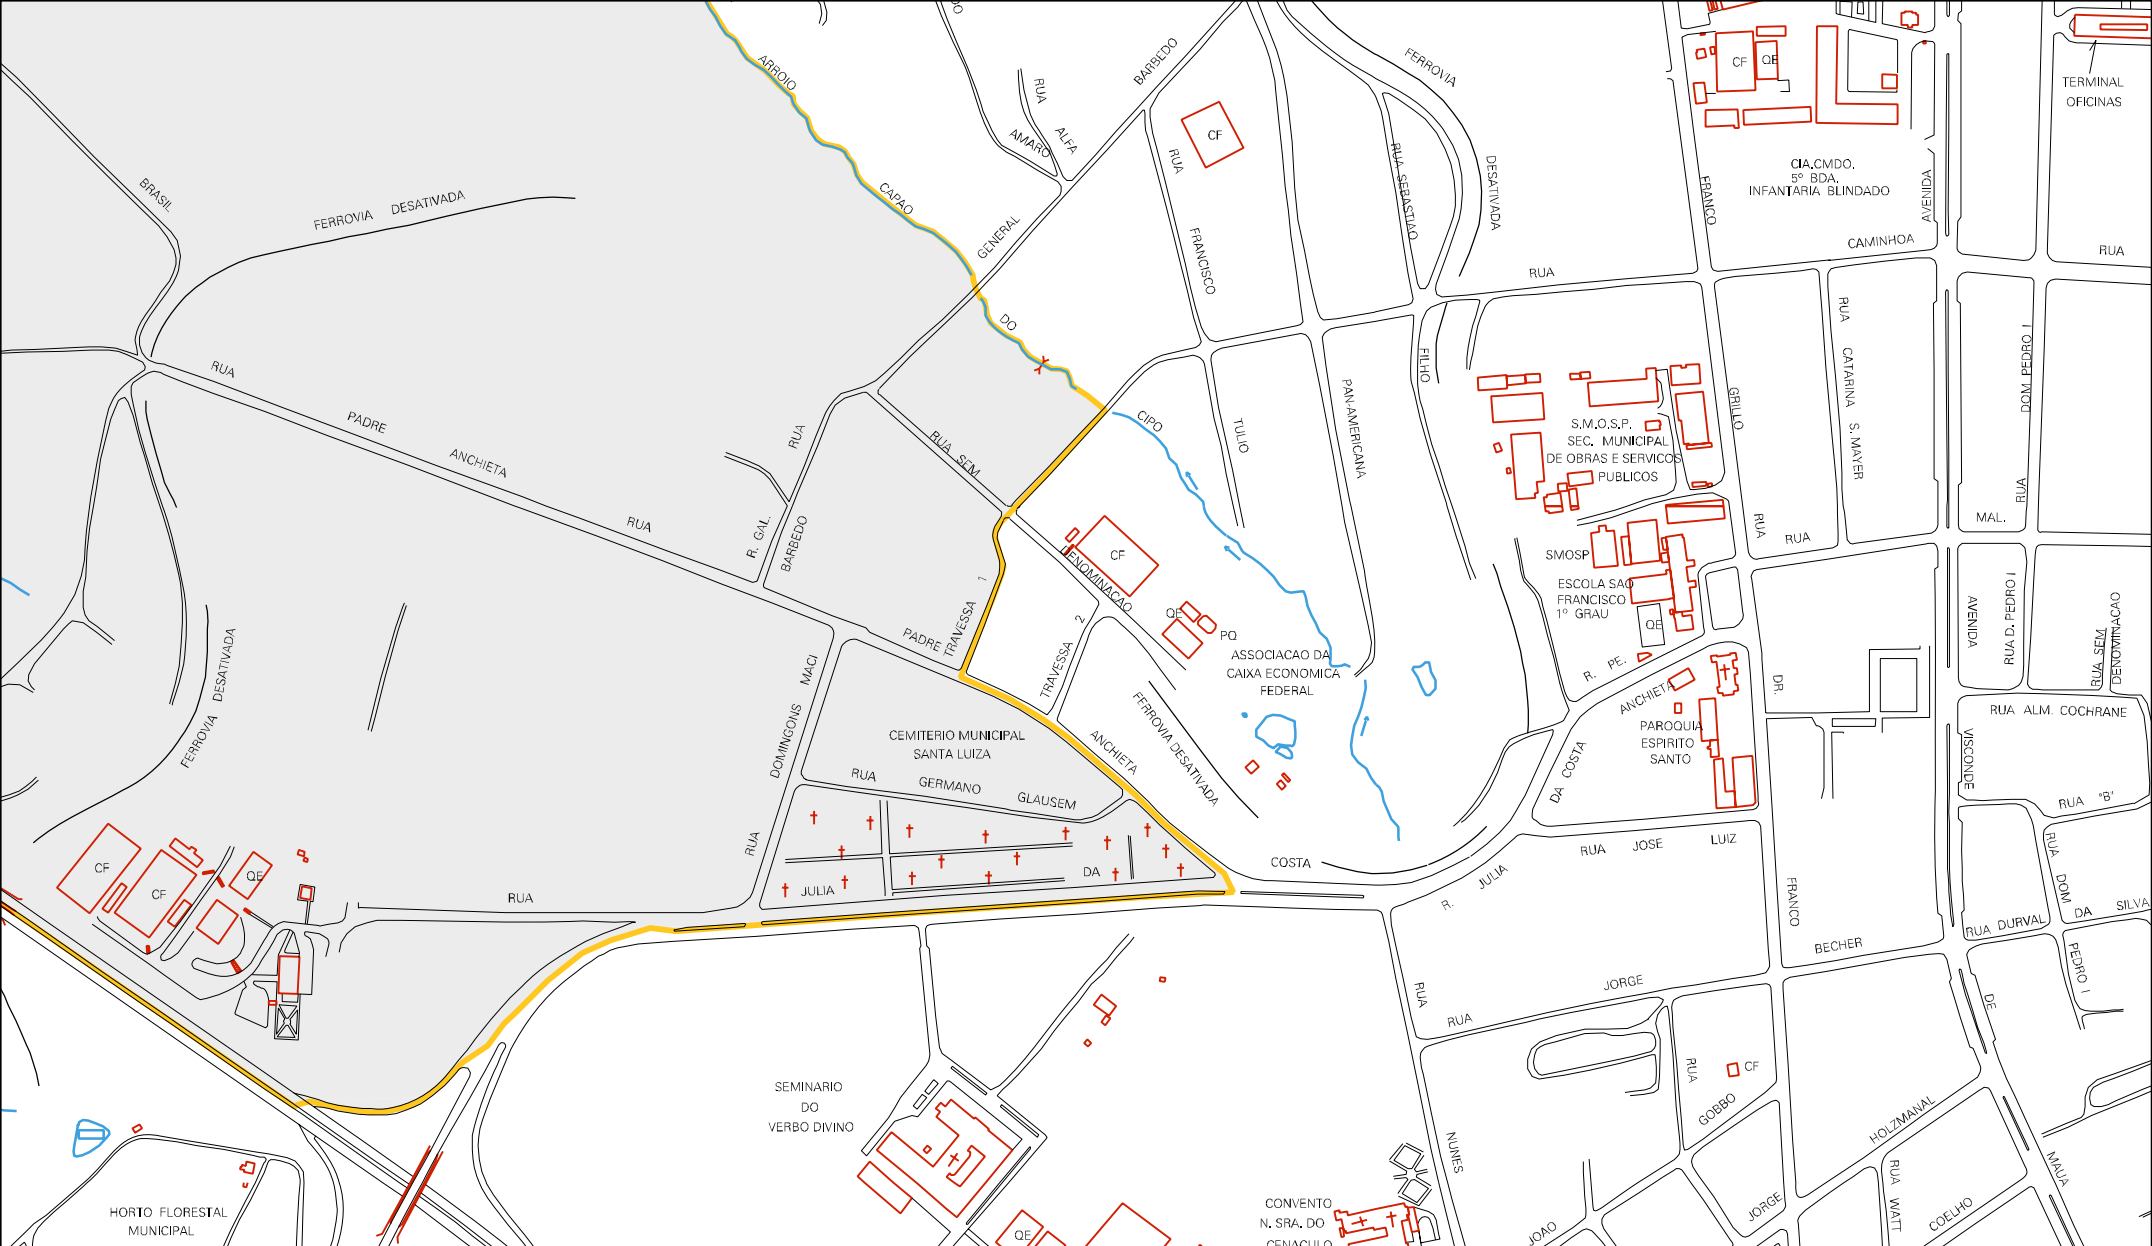 DO
ARROIO
BARBEDO
FERROVIA
CF
QE
TERMINAL
OFICINAS
RUA
ALFA
AMARO
CF
RUA
RUA SEBASTIAO
DESATIVADA
FRANCO
CIA.CMDO.
5º BDA.
INFANTARIA BLINDADO
AVENIDA
BRASIL
FERROVIA DESATIVADA
CAPAO
GENERAL
FRANCISCO
CAMINHOA
RUA
RUA
DO
RUA
CATARINA
S. MAYER
DOM PEDRO I
RUA
RUA
PADRE
ANCHIETA
RUA
RUA
RUA SEM
CIPO
TULIO
PAN-AMERICANA
FILHO
GRILLO
S.M.O.S.P.
SEC. MUNICIPAL
DE OBRAS E SERVICOS
PUBLICOS
R. GAL.
BARBEDO
CF
DENOMINACAO
SMOSP
ESCOLA SAO
FRANCISCO
1º GRAU
QE
RUA
RUA
MAL.
TRAVESSA 1
PADRE
TRAVESSA 2
QE
PQ
ASSOCIACAO DA
CAIXA ECONOMICA
FEDERAL
R. PE.
ANCHIETA
DR.
AVENIDA
RUA D. PEDRO I
RUA SEM
DENOMINACAO
RUA ALM. COCHRANE
FERROVIA DESATIVADA
DOMINGONS MACI
RUA
CEMITERIO MUNICIPAL
SANTA LUIZA
RUA GERMANO GLAUSEM
ANCHIETA
FERROVIA DESATIVADA
DA COSTA
PAROQUIA
ESPIRITO
SANTO
VISCONDE
RUA "B"
CF
CF
QE
RUA
JULIA
DA
COSTA
R. JULIA
RUA JOSE LUIZ
FRANCO
RUA DOM
PEDRO I
RUA DURVAL
DA SILVA
BECHER
JORGE
RUA
RUA
NUNES
DE
MAUA
SEMINARIO
DO
VERBO DIVINO
RUA
GOBBO
CF
HOLZMANAL
RUA WATT
COELHO
JORGE
JOAO
HORTO FLORESTAL
MUNICIPAL
QE
CONVENTO
N. SRA. DO
CENACULO